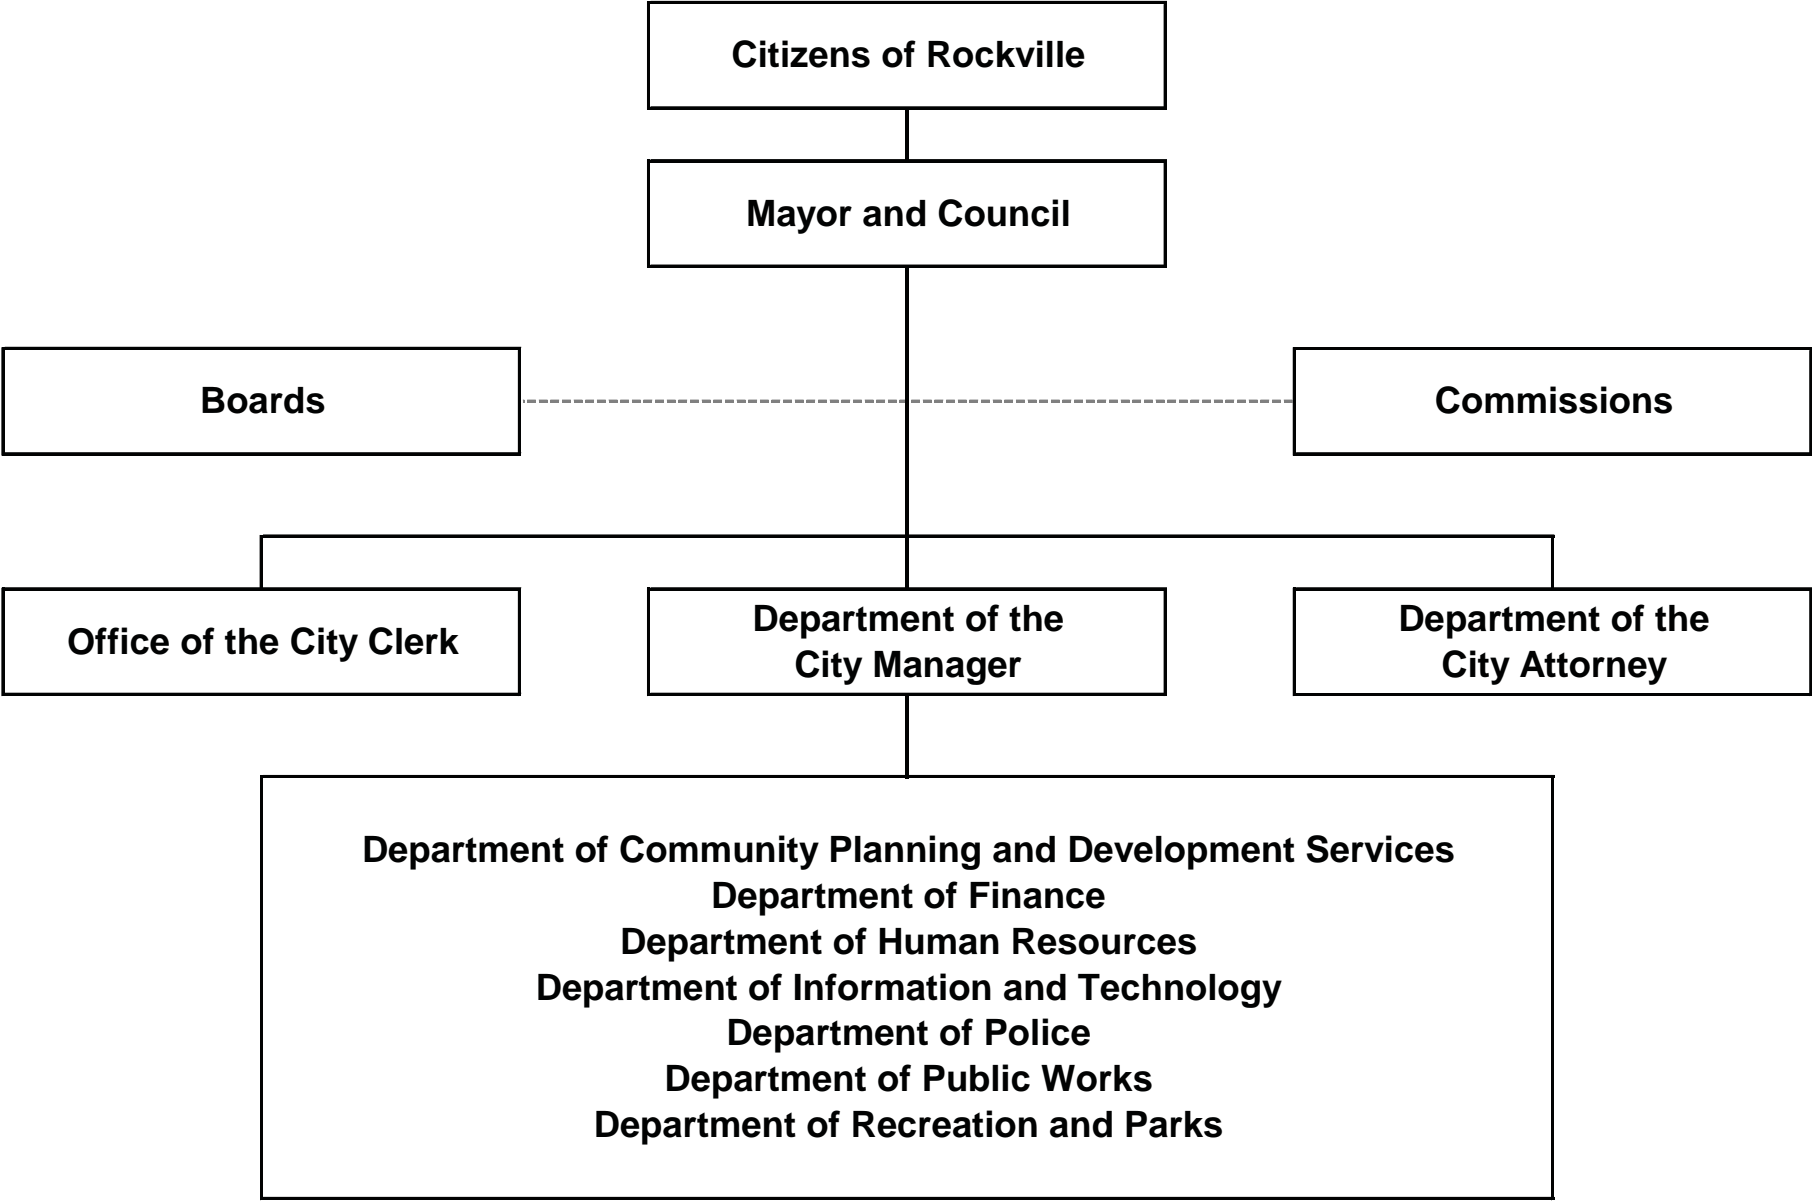 Citizens of Rockville
Mayor and Council
Boards
Commissions
Office of the City Clerk
Department of the
City Manager
Department of the
City Attorney
Department of Community Planning and Development Services
Department of Finance
Department of Human Resources
Department of Information and Technology
Department of Police
Department of Public Works
Department of Recreation and Parks